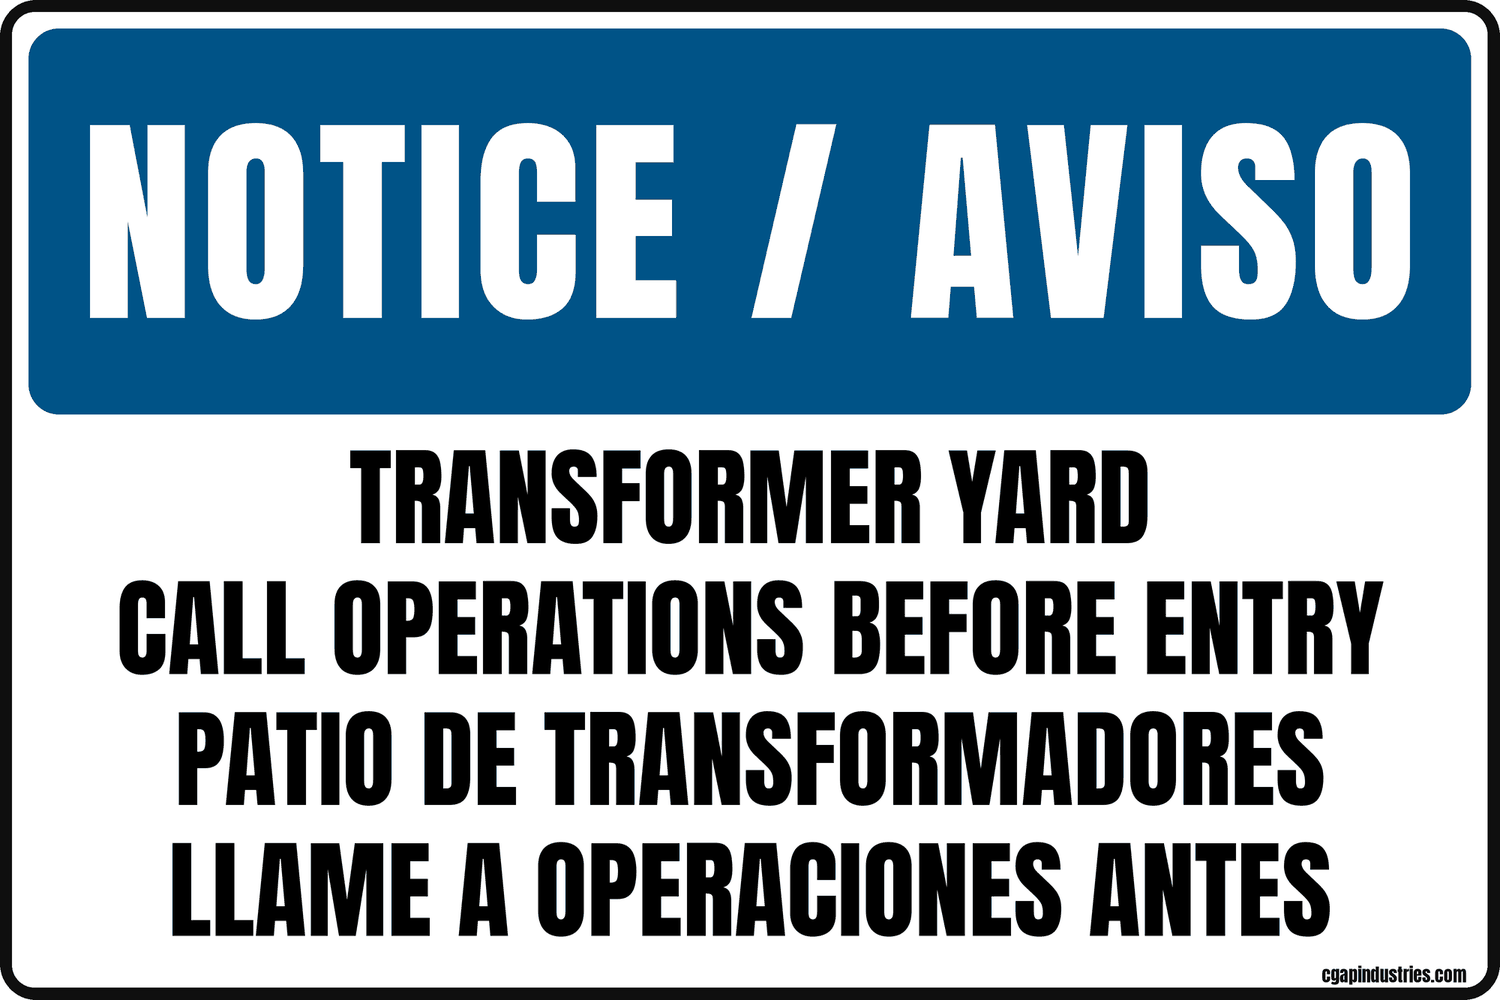 NOTICE / AVISO
TRANSFORMER YARD
CALL OPERATIONS BEFORE ENTRY
PATIO DE TRANSFORMADORES
LLAME A OPERACIONES ANTES
cgapindustries.com